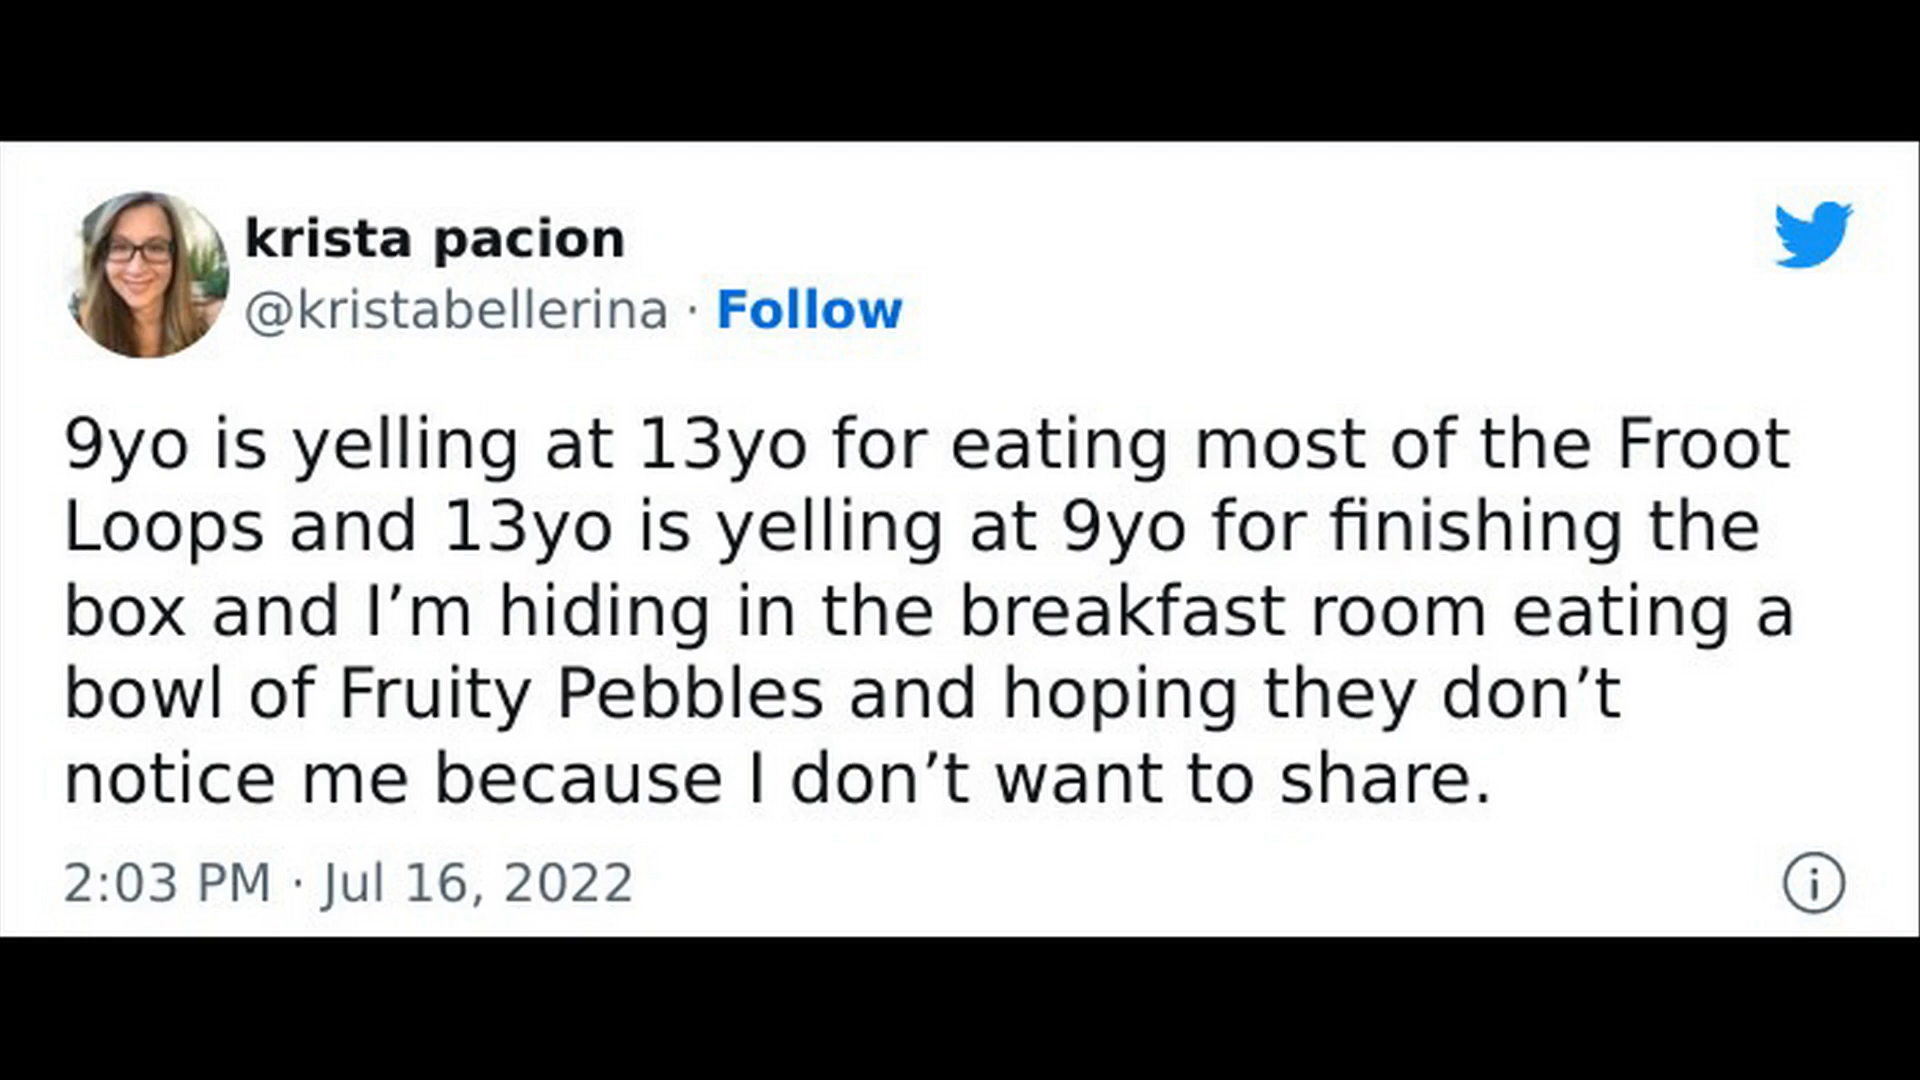 krista pacion
@kristabellerina · Follow
9yo is yelling at 13yo for eating most of the Froot
Loops and 13yo is yelling at 9yo for finishing the
box and I’m hiding in the breakfast room eating a
bowl of Fruity Pebbles and hoping they don’t
notice me because I don’t want to share.
2:03 PM · Jul 16, 2022